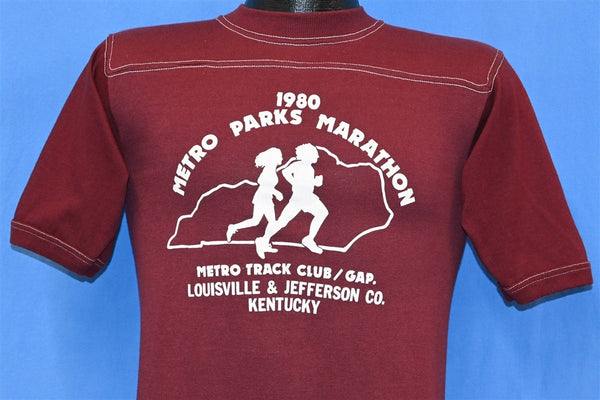 1980
METRO PARKS MARATHON
METRO TRACK CLUB/GAP.
LOUISVILLE & JEFFERSON CO.
KENTUCKY